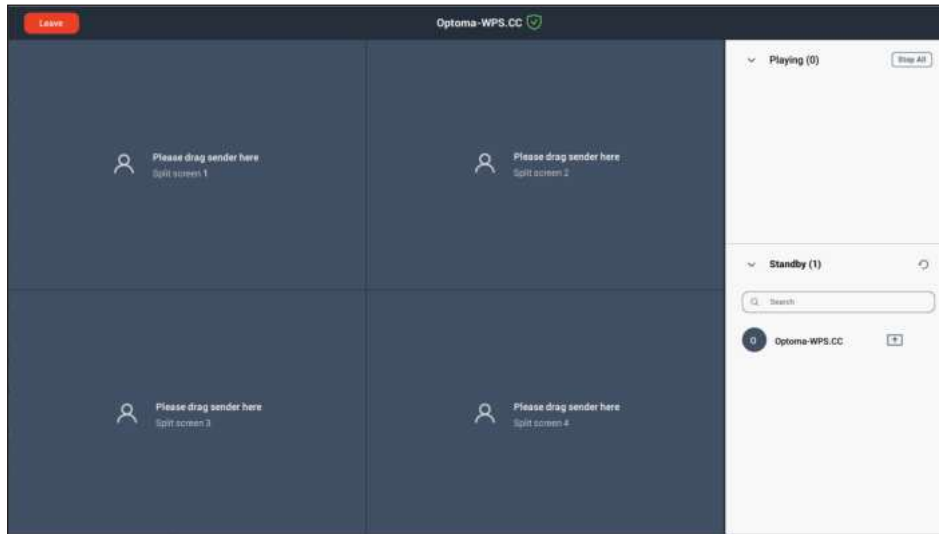 Leave
Optoma-WPS.CC
Please drag sender here
Split screen 1
Please drag sender here
Split screen 2
Please drag sender here
Split screen 3
Please drag sender here
Split screen 4
Playing (0)
Stop All
Standby (1)
Search
O
Optoma-WPS.CC